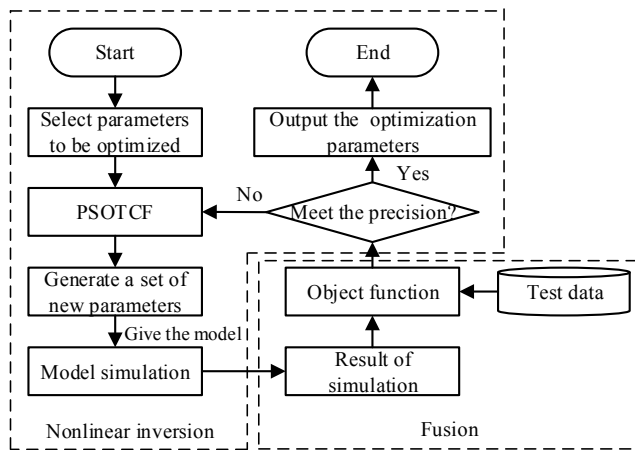 Start
Select parameters
to be optimized
PSOTCF
Generate a set of
new parameters
Give the model
Model simulation
Nonlinear inversion
End
Output the optimization
parameters
Yes
No
Meet the precision?
Object function
Test data
Result of
simulation
Fusion